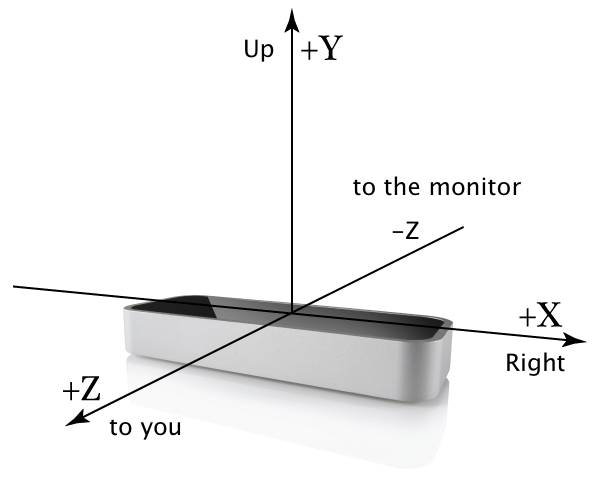 Up +Y
to the monitor
–Z
+X
Right
+Z
to you